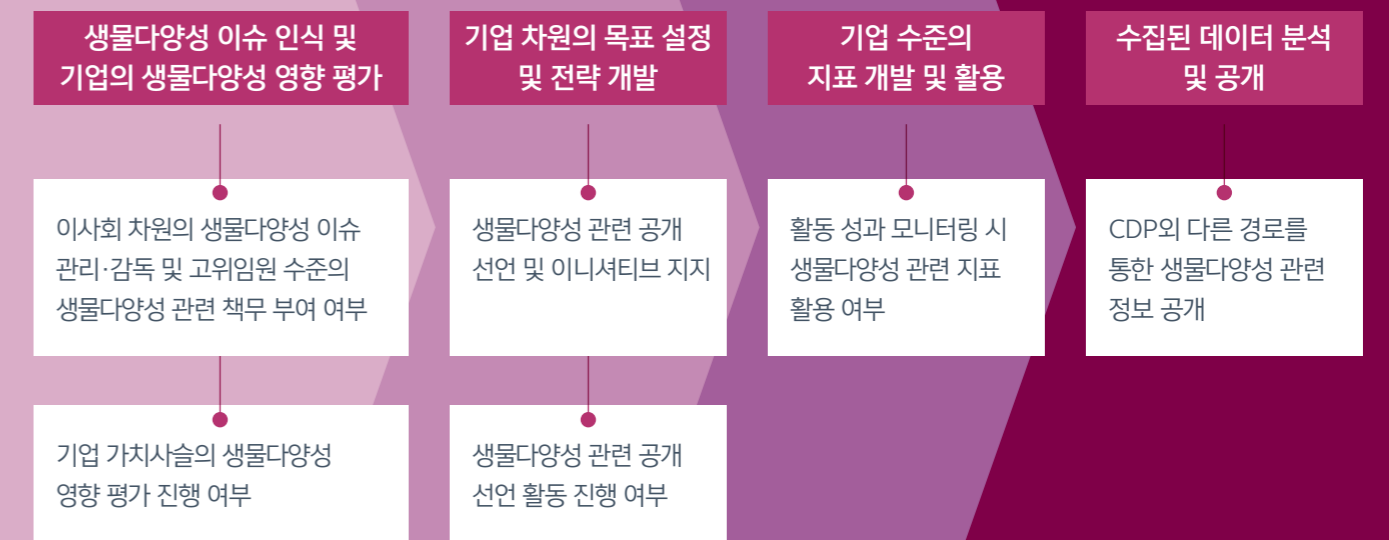 생물다양성 이슈 인식 및
기업의 생물다양성 영향 평가
이사회 차원의 생물다양성 이슈
관리·감독 및 고위임원 수준의
생물다양성 관련 책무 부여 여부
기업 가치사슬의 생물다양성
영향 평가 진행 여부
기업 차원의 목표 설정
및 전략 개발
생물다양성 관련 공개
선언 및 이니셔티브 지지
생물다양성 관련 공개
선언 활동 진행 여부
기업 수준의
지표 개발 및 활용
활동 성과 모니터링 시
생물다양성 관련 지표
활용 여부
수집된 데이터 분석
및 공개
CDP외 다른 경로를
통한 생물다양성 관련
정보 공개